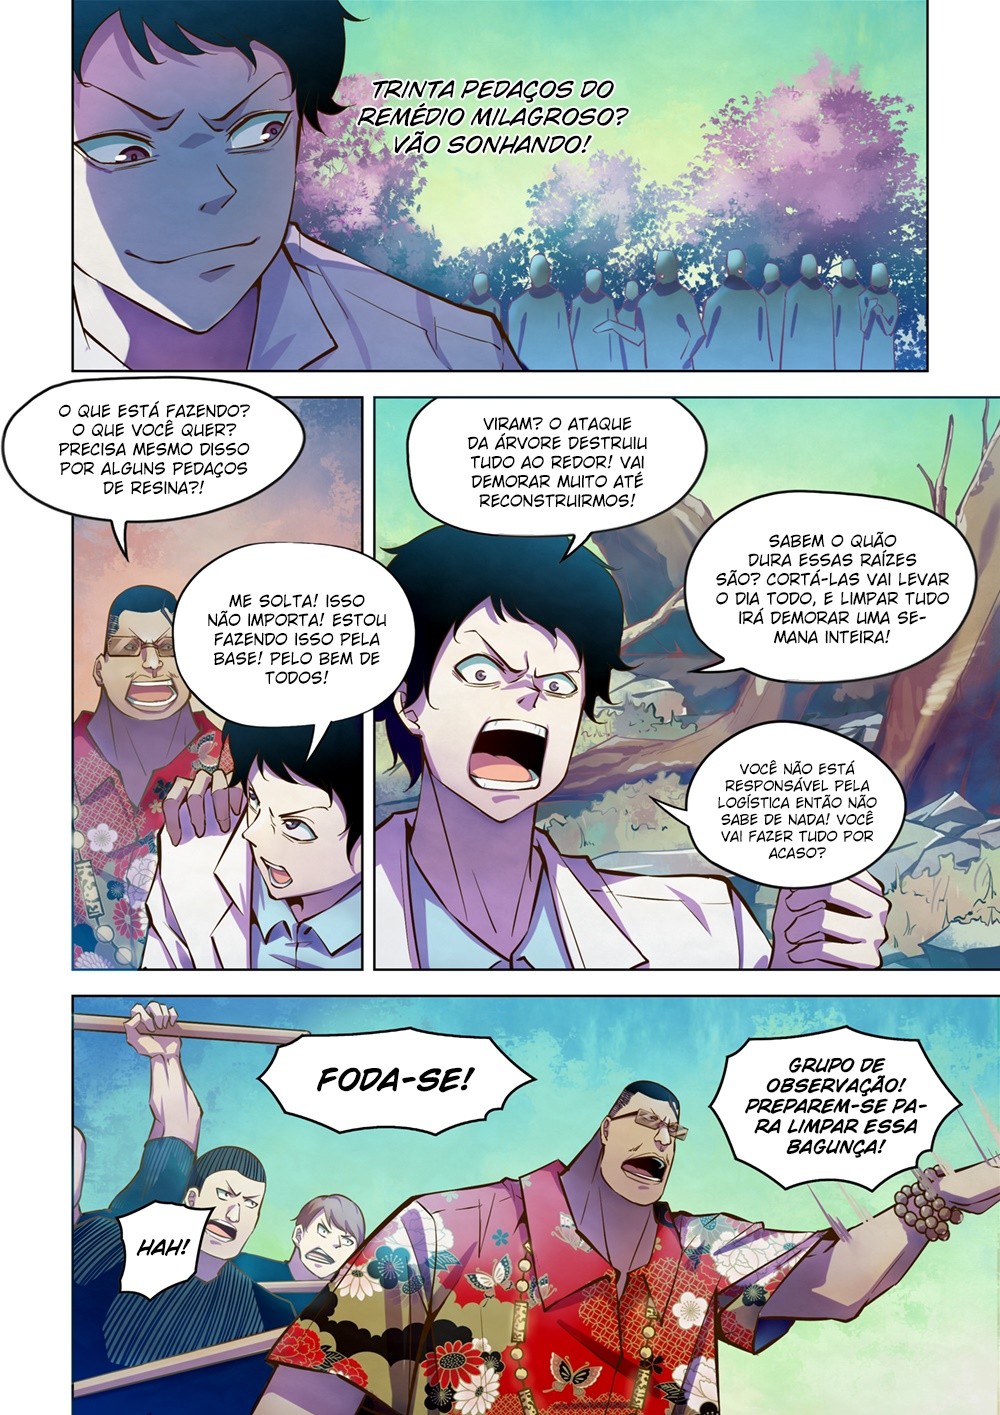 TRINTA PEDAÇOS DO
REMÉDIO MILAGROSO?
VÃO SONHANDO!
O QUE ESTÁ FAZENDO?
O QUE VOCÊ QUER?
PRECISA MESMO DISSO
POR ALGUNS PEDAÇOS
DE RESINA?!
ME SOLTA! ISSO
NÃO IMPORTA! ESTOU
FAZENDO ISSO PELA
BASE! PELO BEM DE
TODOS!
VIRAM? O ATAQUE
DA ÁRVORE DESTRUIU
TUDO AO REDOR! VAI
DEMORAR MUITO ATÉ
RECONSTRUIRMOS!
SABEM O QUÃO
DURA ESSAS RAÍZES
SÃO? CORTÁ-LAS VAI LEVAR
O DIA TODO, E LIMPAR TUDO
IRÁ DEMORAR UMA SE-
MANA INTEIRA!
VOCÊ NÃO ESTÁ
RESPONSÁVEL PELA
LOGÍSTICA ENTÃO NÃO
SABE DE NADA! VOCÊ
VAI FAZER TUDO POR
ACASO?
FODA-SE!
GRUPO DE
OBSERVAÇÃO!
PREPAREM-SE PA-
RA LIMPAR ESSA
BAGUNÇA!
HAH!